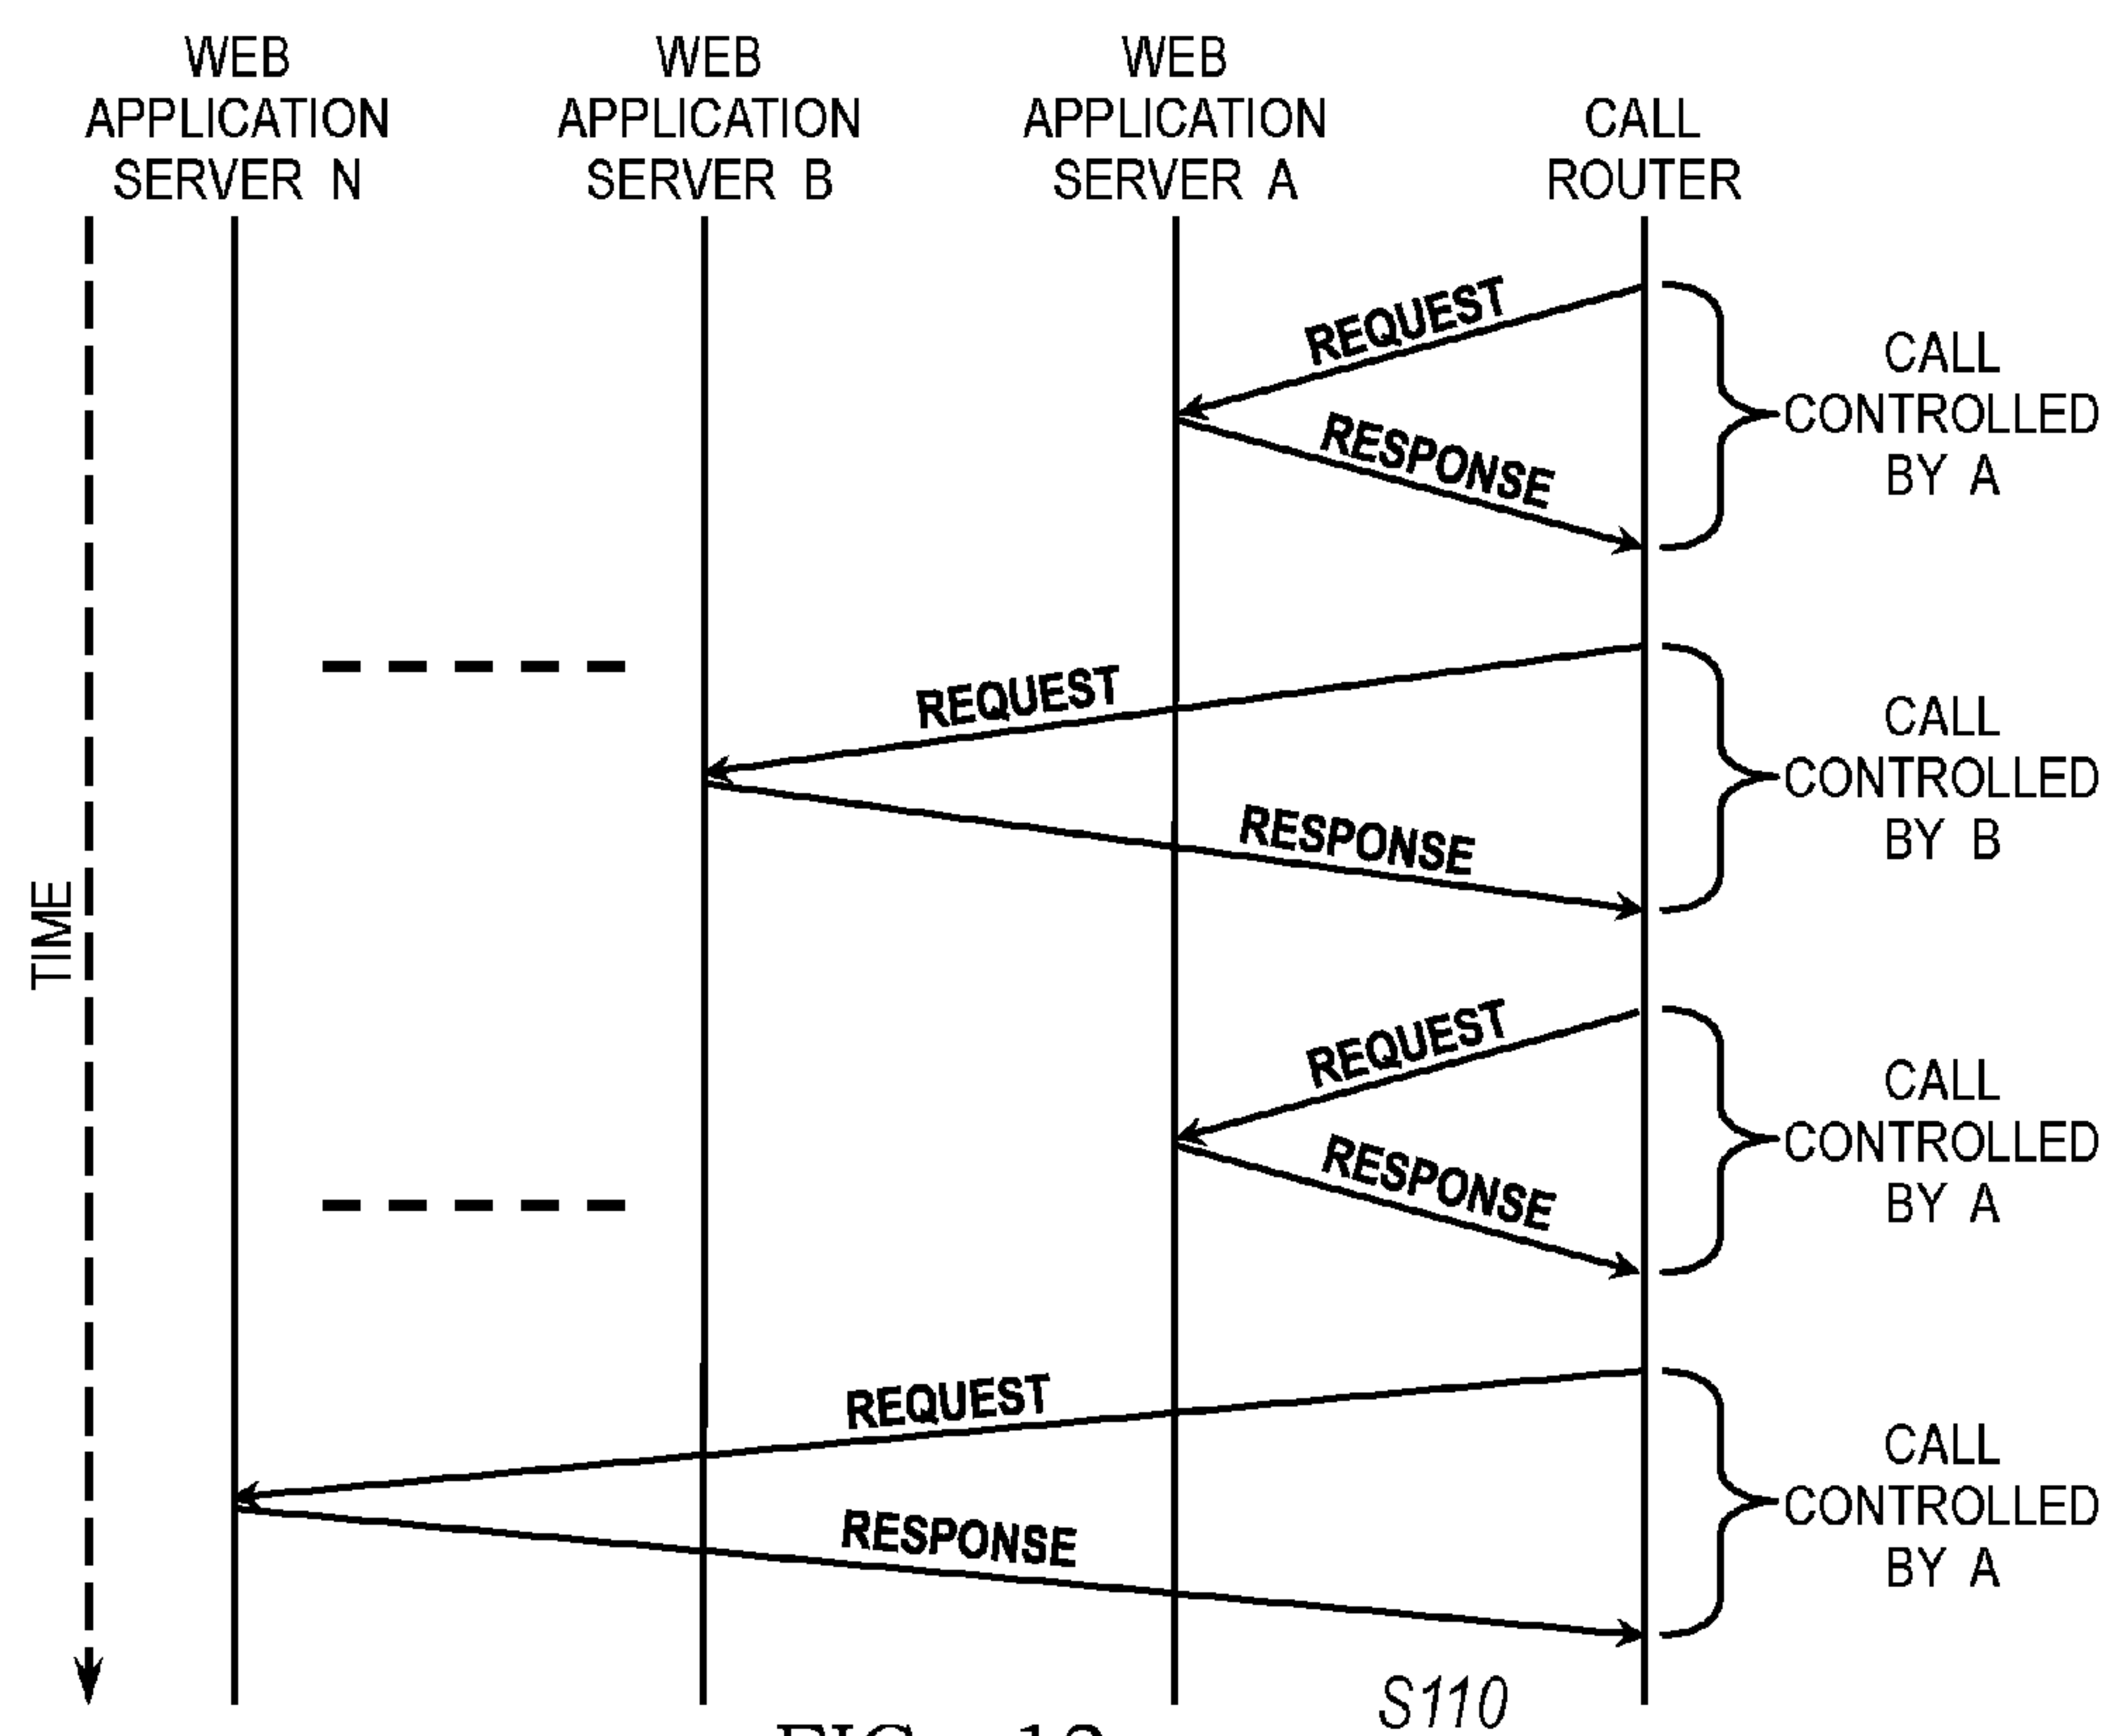 WEB
APPLICATION
SERVER N
WEB
APPLICATION
SERVER B
WEB
APPLICATION
SERVER A
CALL
ROUTER
REQUEST
RESPONSE
CALL
CONTROLLED
BY A
REQUEST
RESPONSE
CALL
CONTROLLED
BY B
TIME
REQUEST
RESPONSE
CALL
CONTROLLED
BY A
REQUEST
RESPONSE
CALL
CONTROLLED
BY A
S110